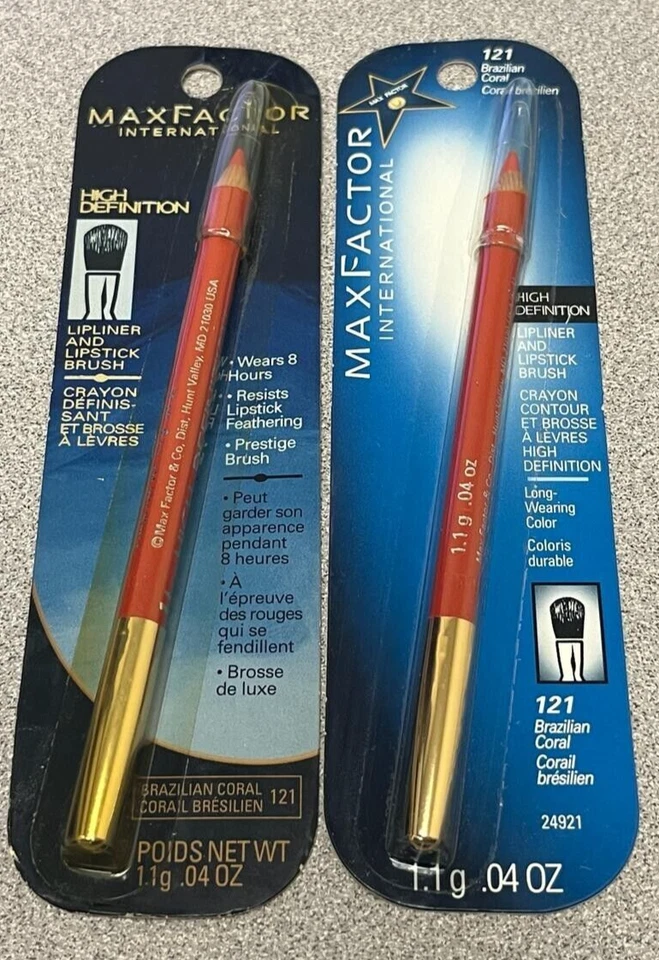 MAXFACTOR
INTERNATIONAL
HIGH
DEFINITION
LIPLINER
AND
LIPSTICK
BRUSH
CRAYON
DÉFINIS-
SANT
ET BROSSE
À LÈVRES
©Max Factor & Co. Dist. Hunt Valley, MD 21030 USA
• Wears 8
Hours
• Resists
Lipstick
Feathering
• Prestige
Brush
• Peut
garder son
apparence
pendant
8 heures
• À
l'épreuve
des rouges
qui se
fendillent
• Brosse
de luxe
BRAZILIAN CORAL
CORAIL BRÉSILIEN 121
POIDS NET WT
1.1g .04 OZ
121
Brazilian
Coral
Corail brésilien
MAX FACTOR
MAXFACTOR
INTERNATIONAL
HIGH
DEFINITION
LIPLINER
AND
LIPSTICK
BRUSH
CRAYON
CONTOUR
ET BROSSE
À LÈVRES
HIGH
DEFINITION
Long-
Wearing
Color
Coloris
durable
1.1 g .04 oz
121
Brazilian
Coral
Corail
brésilien
24921
1.1 g .04 OZ